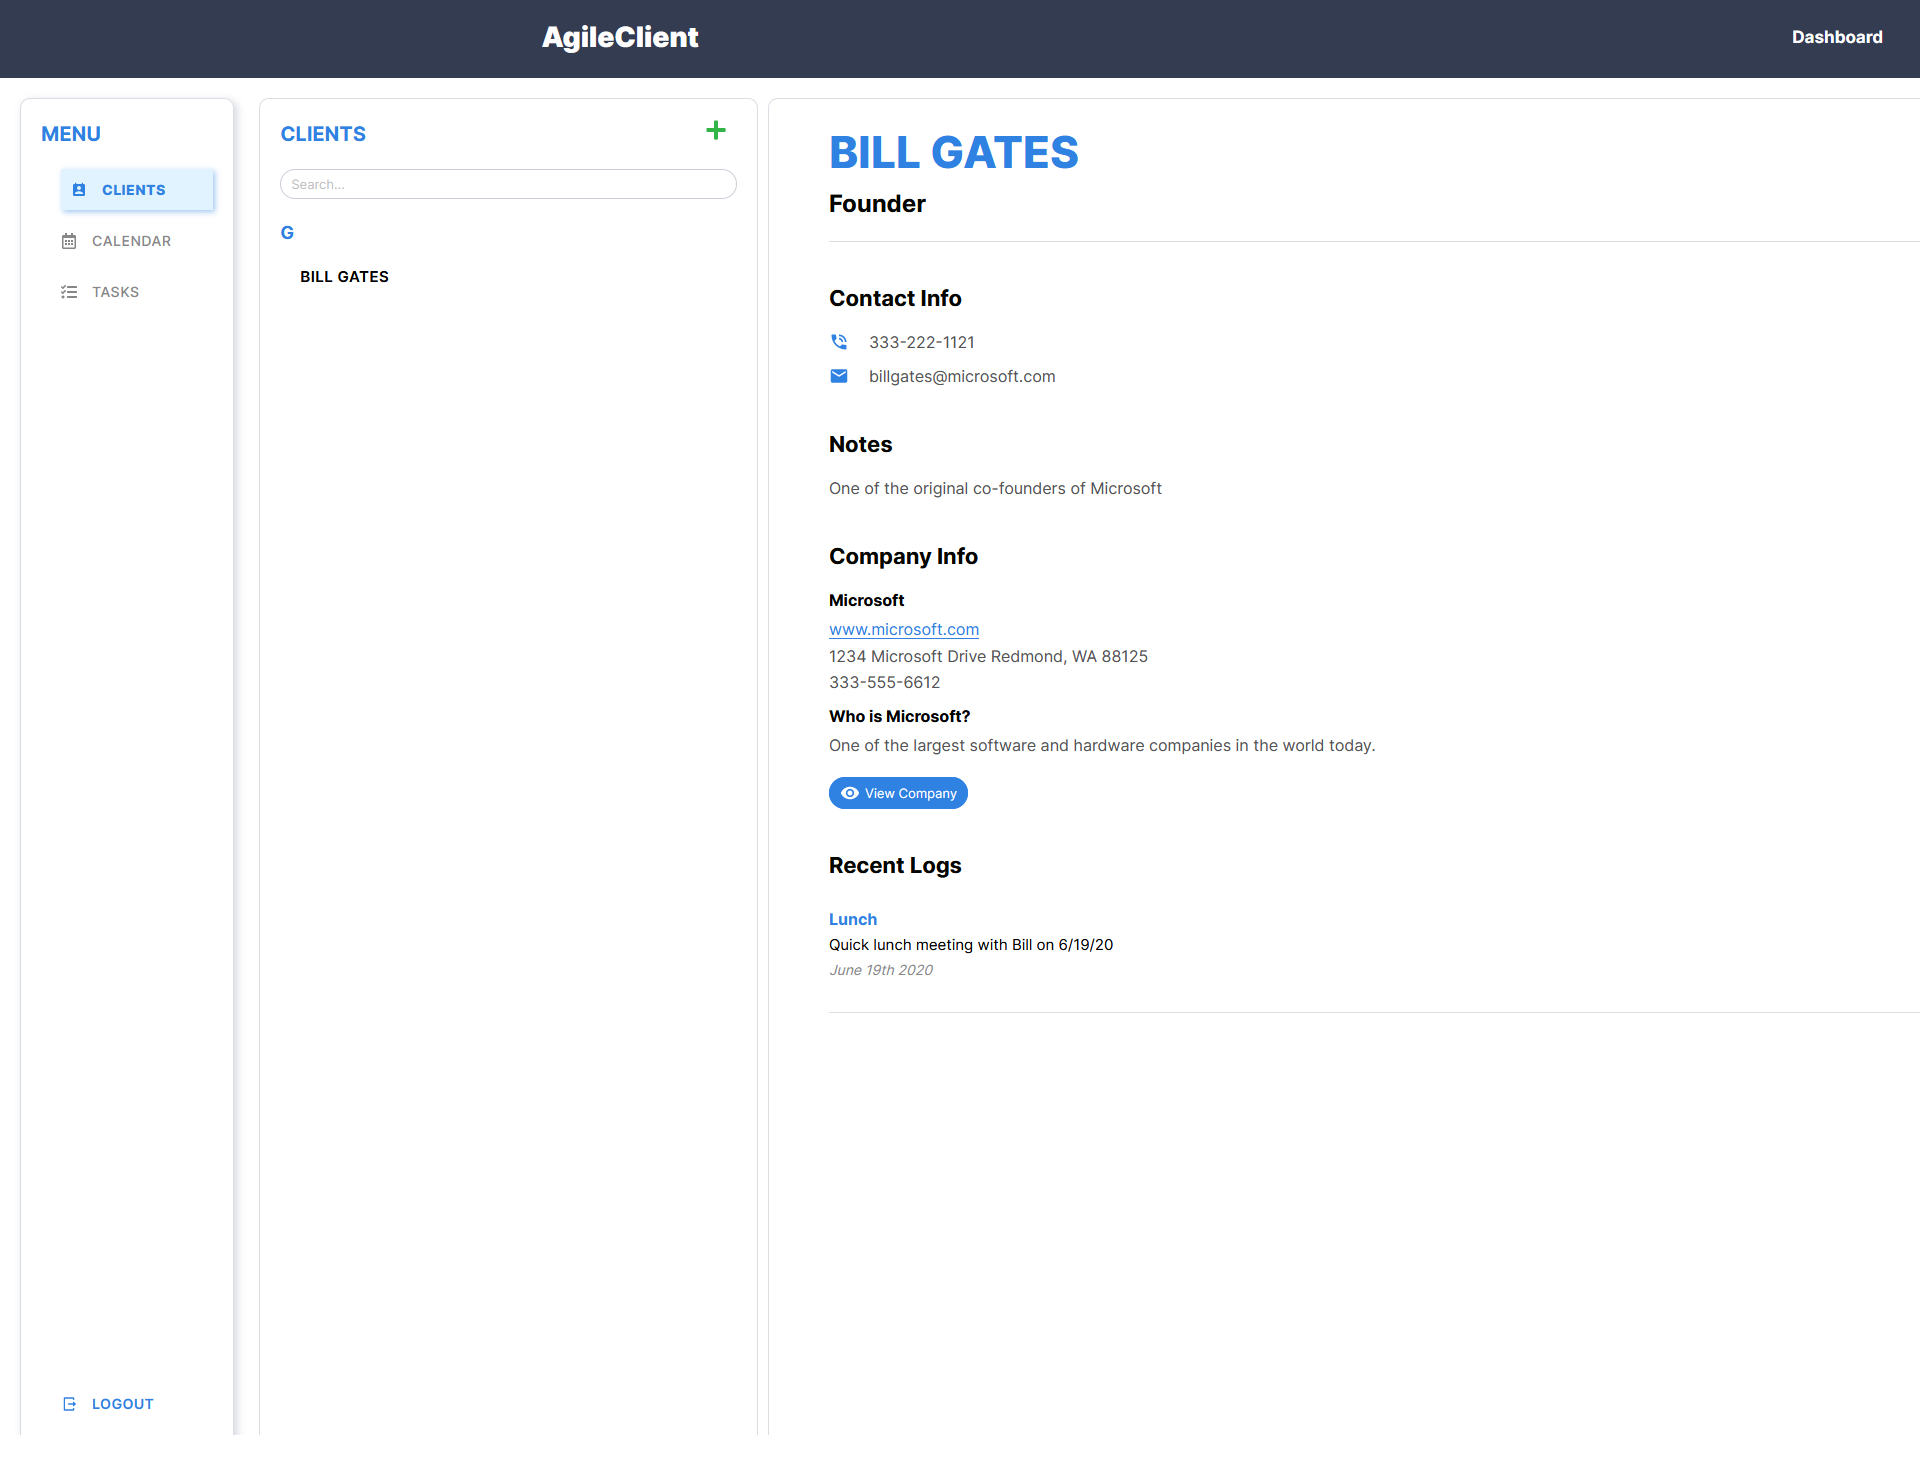 AgileClient
Dashboard
MENU
CLIENTS
CALENDAR
TASKS
LOGOUT
CLIENTS
Search...
G
BILL GATES
BILL GATES
Founder
Contact Info
333-222-1121
billgates@microsoft.com
Notes
One of the original co-founders of Microsoft
Company Info
Microsoft
www.microsoft.com
1234 Microsoft Drive Redmond, WA 88125
333-555-6612
Who is Microsoft?
One of the largest software and hardware companies in the world today.
View Company
Recent Logs
Lunch
Quick lunch meeting with Bill on 6/19/20
June 19th 2020